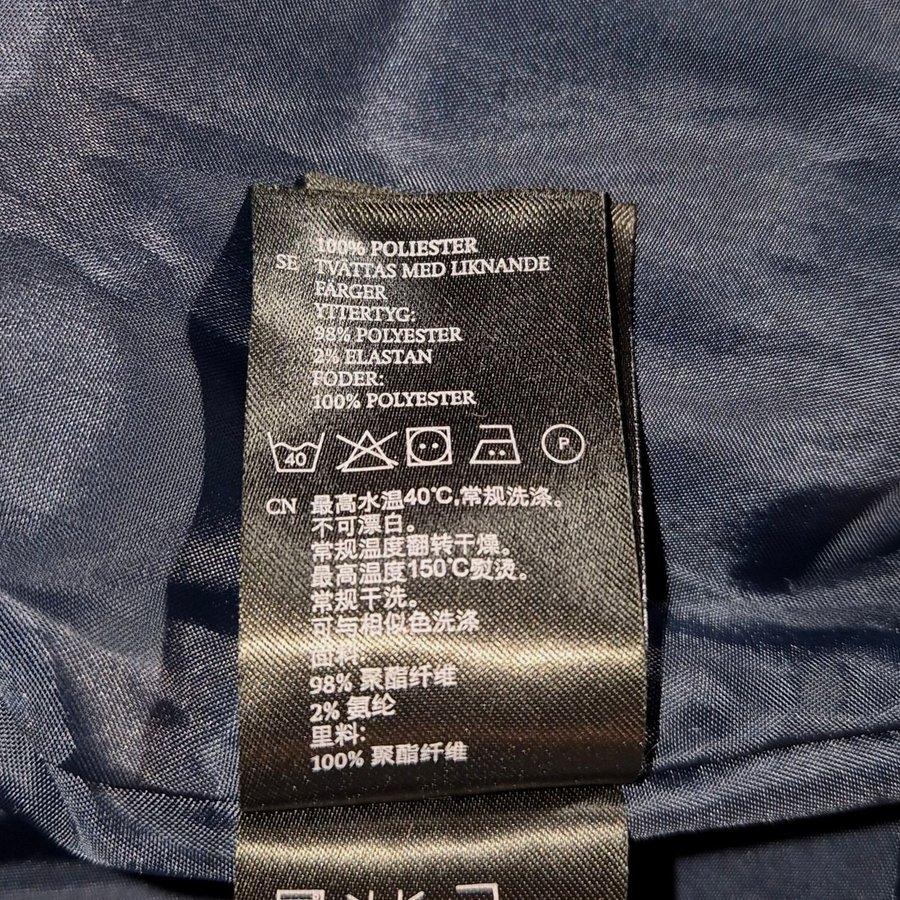 100% POLIESTER
SE TVÄTTAS MED LIKNANDE
FÄRGER
YTTERTYG:
98% POLYESTER
2% ELASTAN
FODER:
100% POLYESTER
40
P
CN 最高水温40℃,常规洗涤。
不可漂白。
常规温度翻转干燥。
最高温度150℃熨烫。
常规干洗。
可与相似色洗涤
面料:
98% 聚酯纤维
2% 氨纶
里料:
100% 聚酯纤维